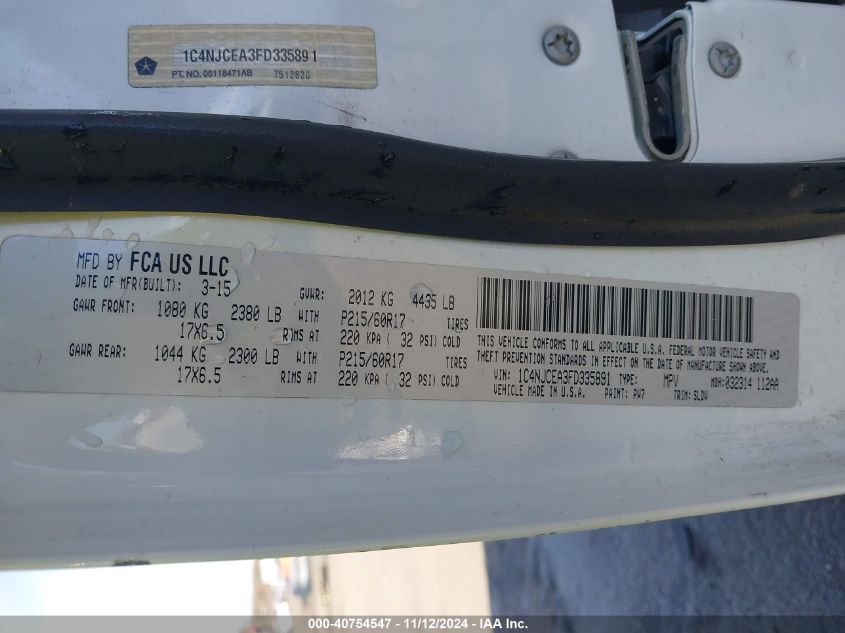 1C4NJCEA3FD335891
PT. NO. 05116471AB 7512820
MFD BY FCA US LLC
DATE OF MFR(BUILT): 3-15 GVWR: 2012 KG 4435 LB
GAWR FRONT: 1080 KG 2380 LB WITH P215/60R17 TIRES
17X6.5 RIMS AT 220 KPA ( 32 PSI) COLD
GAWR REAR: 1044 KG 2300 LB WITH P215/60R17 TIRES
17X6.5 RIMS AT 220 KPA ( 32 PSI) COLD
THIS VEHICLE CONFORMS TO ALL APPLICABLE U.S.A. FEDERAL MOTOR VEHICLE SAFETY AND
THEFT PREVENTION STANDARDS IN EFFECT ON THE DATE OF MANUFACTURE SHOWN ABOVE.
VIN: 1C4NJCEA3FD335891 TYPE: MPV MDH:032314 112AA
VEHICLE MADE IN U.S.A. PAINT: PW7 TRIM: SLDV
000-40754547 - 11/12/2024 - IAA Inc.